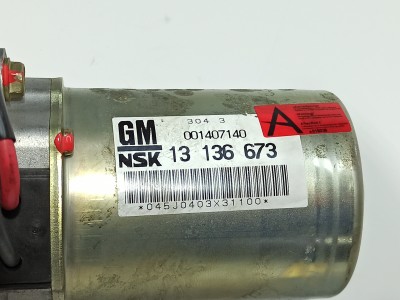 304 3
GM 001407140
NSK 13 136 673
*045J0403X31100*
A